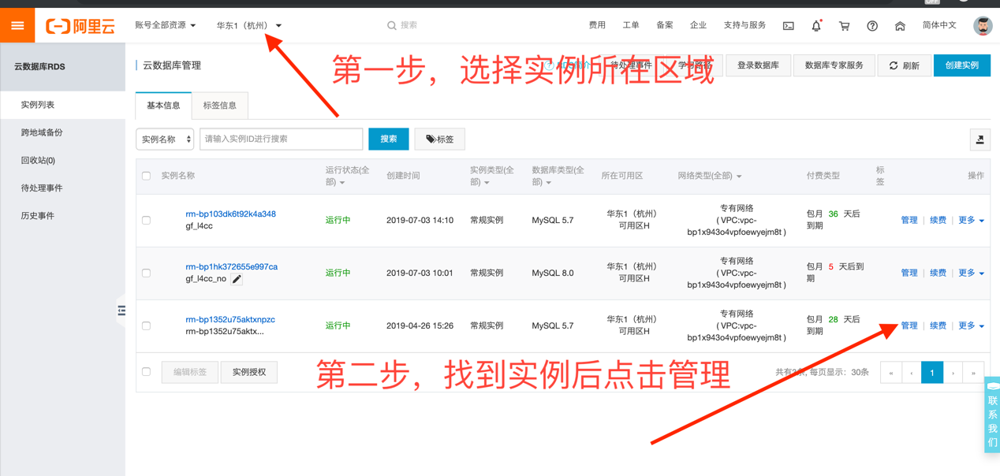 OFF
阿里云
账号全部资源
华东1（杭州）
搜索
费用
工单
备案
企业
支持与服务
简体中文
云数据库RDS
实例列表
跨地域备份
回收站(0)
待处理事件
历史事件
云数据库管理
第一步，选择实例所在区域
RDS简介
待处理事件
学习路径
登录数据库
数据库专家服务
刷新
创建实例
基本信息
标签信息
实例名称
请输入实例ID进行搜索
搜索
标签
实例名称
运行状态(全
部)
创建时间
实例类型(全
部)
数据库类型(全
部)
所在可用区
网络类型(全部)
付费类型
标
签
操作
rm-bp103dk6t92k4a348
gf_l4cc
运行中
2019-07-03 14:10
常规实例
MySQL 5.7
华东1（杭州）
可用区H
专有网络
( VPC:vpc-
bp1x943o4vpfoewyejm8t )
包月 36 天后
到期
管理 | 续费 | 更多
rm-bp1hk372655e997ca
gf_l4cc_no
运行中
2019-07-03 10:01
常规实例
MySQL 8.0
华东1（杭州）
可用区H
专有网络
( VPC:vpc-
bp1x943o4vpfoewyejm8t )
包月 5 天后到
期
管理 | 续费 | 更多
rm-bp1352u75aktxnpzc
rm-bp1352u75aktx...
运行中
2019-04-26 15:26
常规实例
MySQL 5.7
华东1（杭州）
可用区H
专有网络
( VPC:vpc-
bp1x943o4vpfoewyejm8t )
包月 28 天后
到期
管理 | 续费 | 更多
编辑标签
实例授权
第二步，找到实例后点击管理
共有3条, 每页显示：30条
« ‹ 1 › »
联
系
我
们